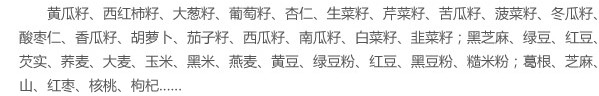 黄瓜籽、西红柿籽、大葱籽、葡萄籽、杏仁、生菜籽、芹菜籽、苦瓜籽、菠菜籽、冬瓜籽、
酸枣仁、香瓜籽、胡萝卜、茄子籽、西瓜籽、南瓜籽、白菜籽、韭菜籽；黑芝麻、绿豆、红豆、
芡实、荞麦、大麦、玉米、黑米、燕麦、黄豆、绿豆粉、红豆、黑豆粉、糙米粉；葛根、芝麻、
山、红枣、核桃、枸杞......